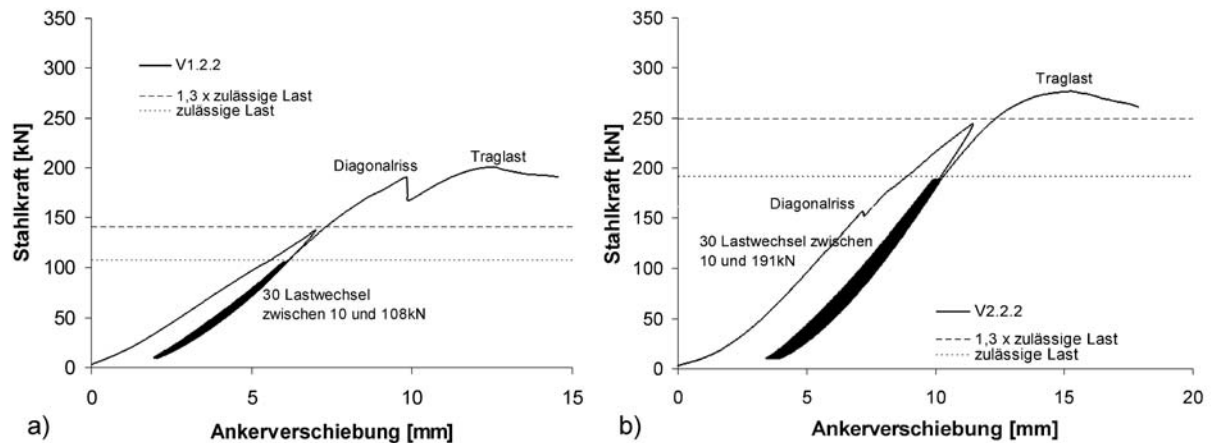 350
300
250
200
150
100
50
0
Stahlkraft [kN]
V1.2.2
1,3 x zulässige Last
zulässige Last
Diagonalriss
Traglast
30 Lastwechsel
zwischen 10 und 108kN
0 5 10 15
Ankerverschiebung [mm]
a)
350
300
250
200
150
100
50
0
Stahlkraft [kN]
Traglast
Diagonalriss
30 Lastwechsel zwischen
10 und 191kN
V2.2.2
1,3 x zulässige Last
zulässige Last
0 5 10 15 20
Ankerverschiebung [mm]
b)